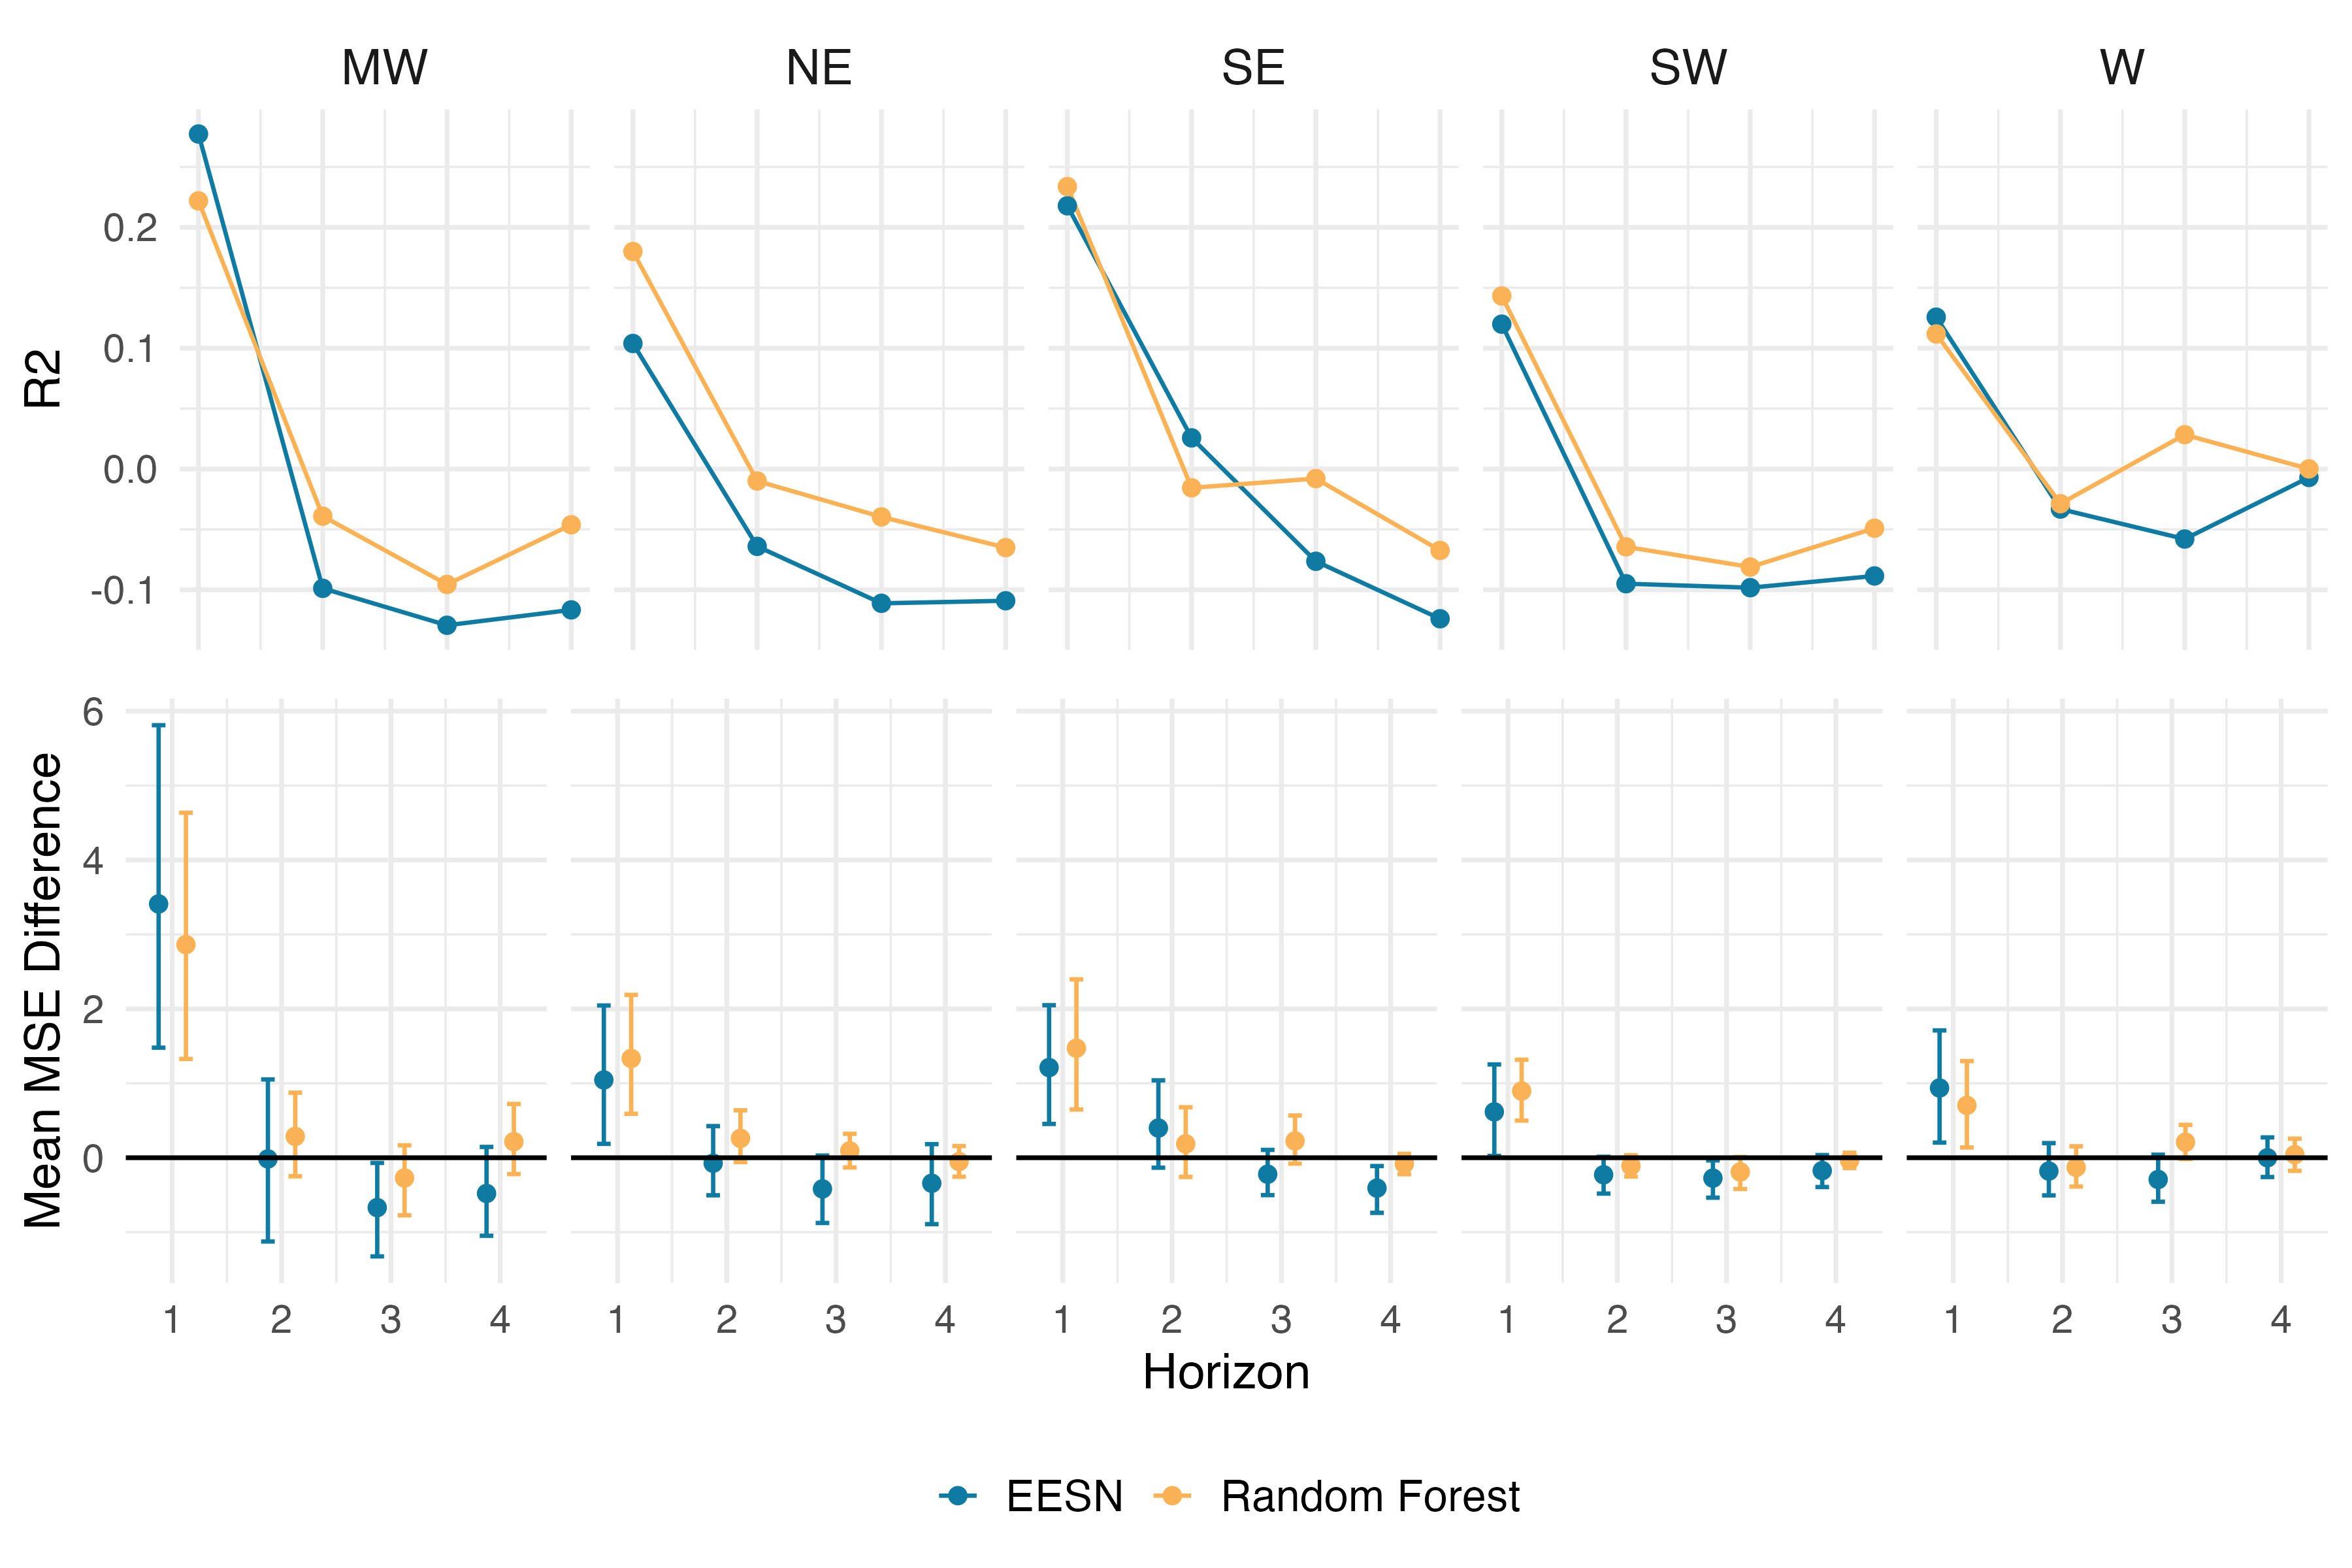 MW NE SE SW W
R2
0.2
0.1
0.0
-0.1
Mean MSE Difference
6
4
2
0
1 2 3 4 1 2 3 4 1 2 3 4 1 2 3 4 1 2 3 4
Horizon
EESN Random Forest